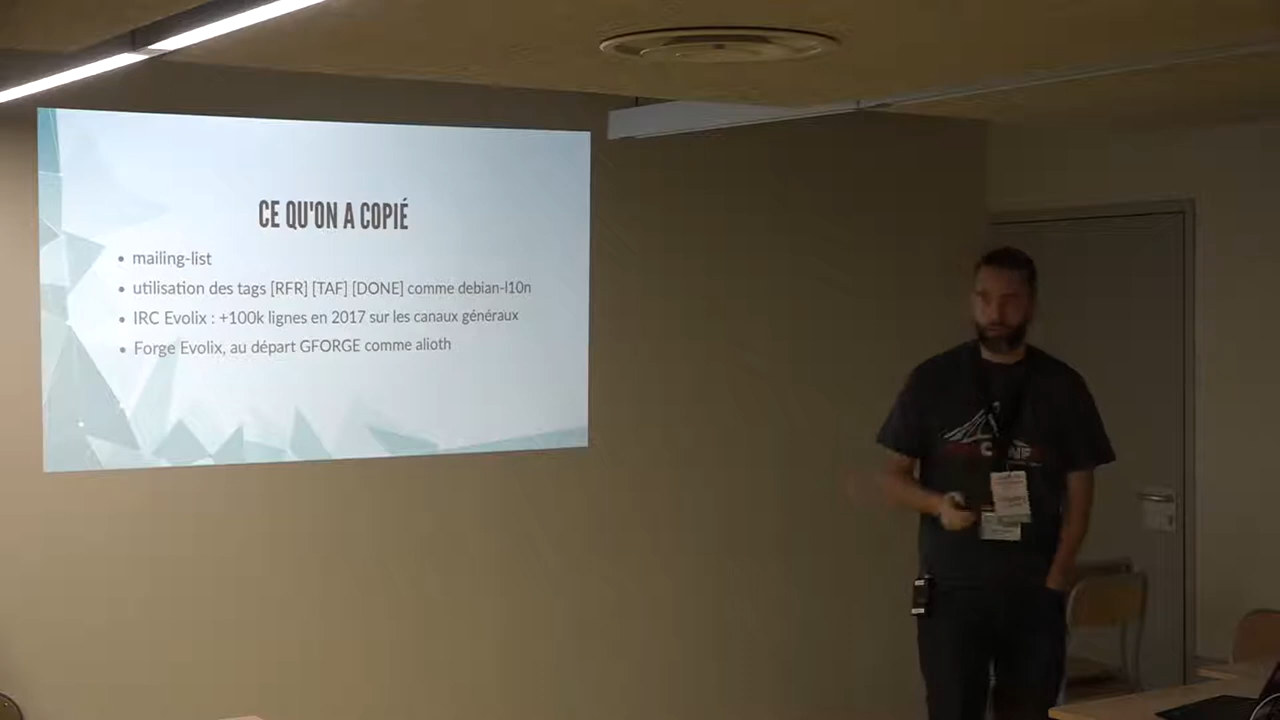 CE QU'ON A COPIÉ
• mailing-list
• utilisation des tags [RFR] [TAF] [DONE] comme debian-l10n
• IRC Evolix : +100k lignes en 2017 sur les canaux généraux
• Forge Evolix, au départ GFORGE comme alioth